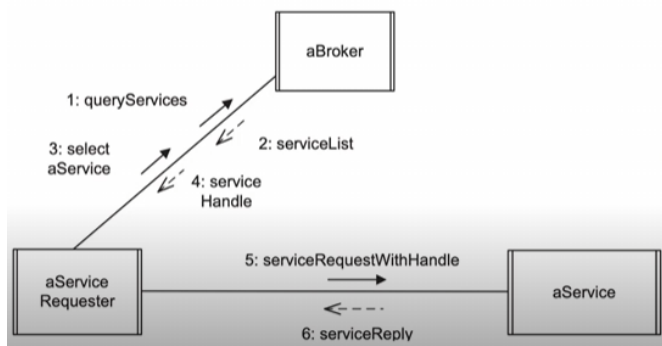 aBroker
1: queryServices
2: serviceList
3: select
aService
4: service
Handle
5: serviceRequestWithHandle
aService
Requester
aService
6: serviceReply